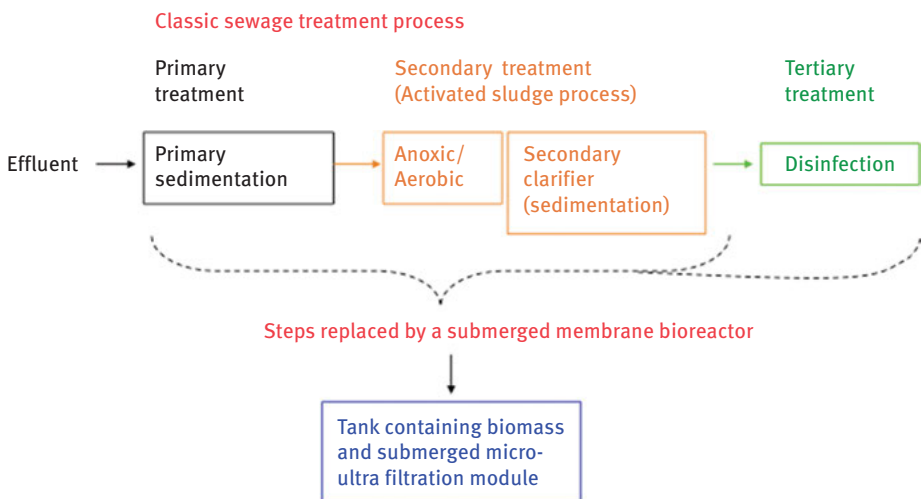 Classic sewage treatment process
Primary
treatment
Secondary treatment
(Activated sludge process)
Tertiary
treatment
Effluent
Primary
sedimentation
Anoxic/
Aerobic
Secondary
clarifier
(sedimentation)
Disinfection
Steps replaced by a submerged membrane bioreactor
Tank containing biomass
and submerged micro-
ultra filtration module